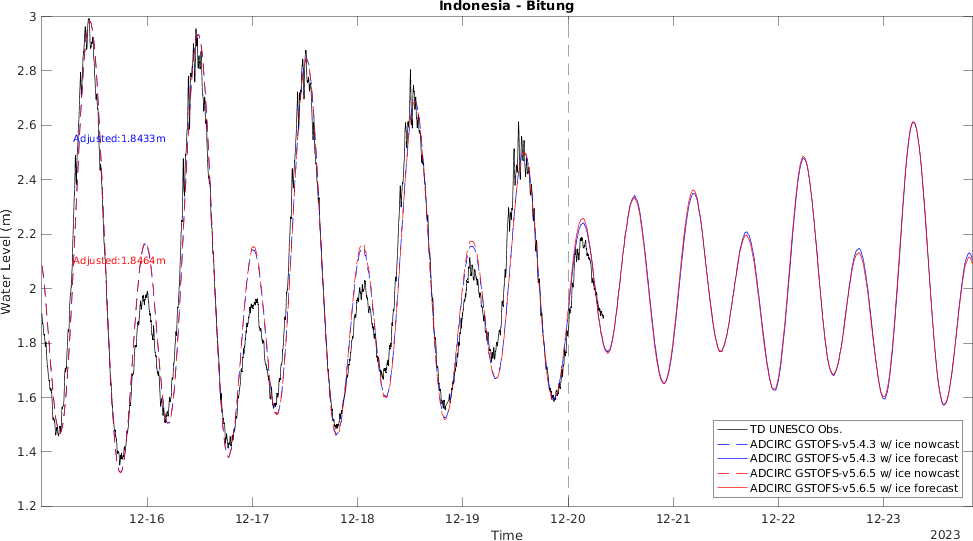 Indonesia - Bitung
3
2.8
2.6
2.4
2.2
2
1.8
1.6
1.4
1.2
Water Level (m)
Adjusted:1.8433m
Adjusted:1.8464m
TD UNESCO Obs.
ADCIRC GSTOFS-v5.4.3 w/ ice nowcast
ADCIRC GSTOFS-v5.4.3 w/ ice forecast
ADCIRC GSTOFS-v5.6.5 w/ ice nowcast
ADCIRC GSTOFS-v5.6.5 w/ ice forecast
12-16 12-17 12-18 12-19 12-20 12-21 12-22 12-23
Time
2023